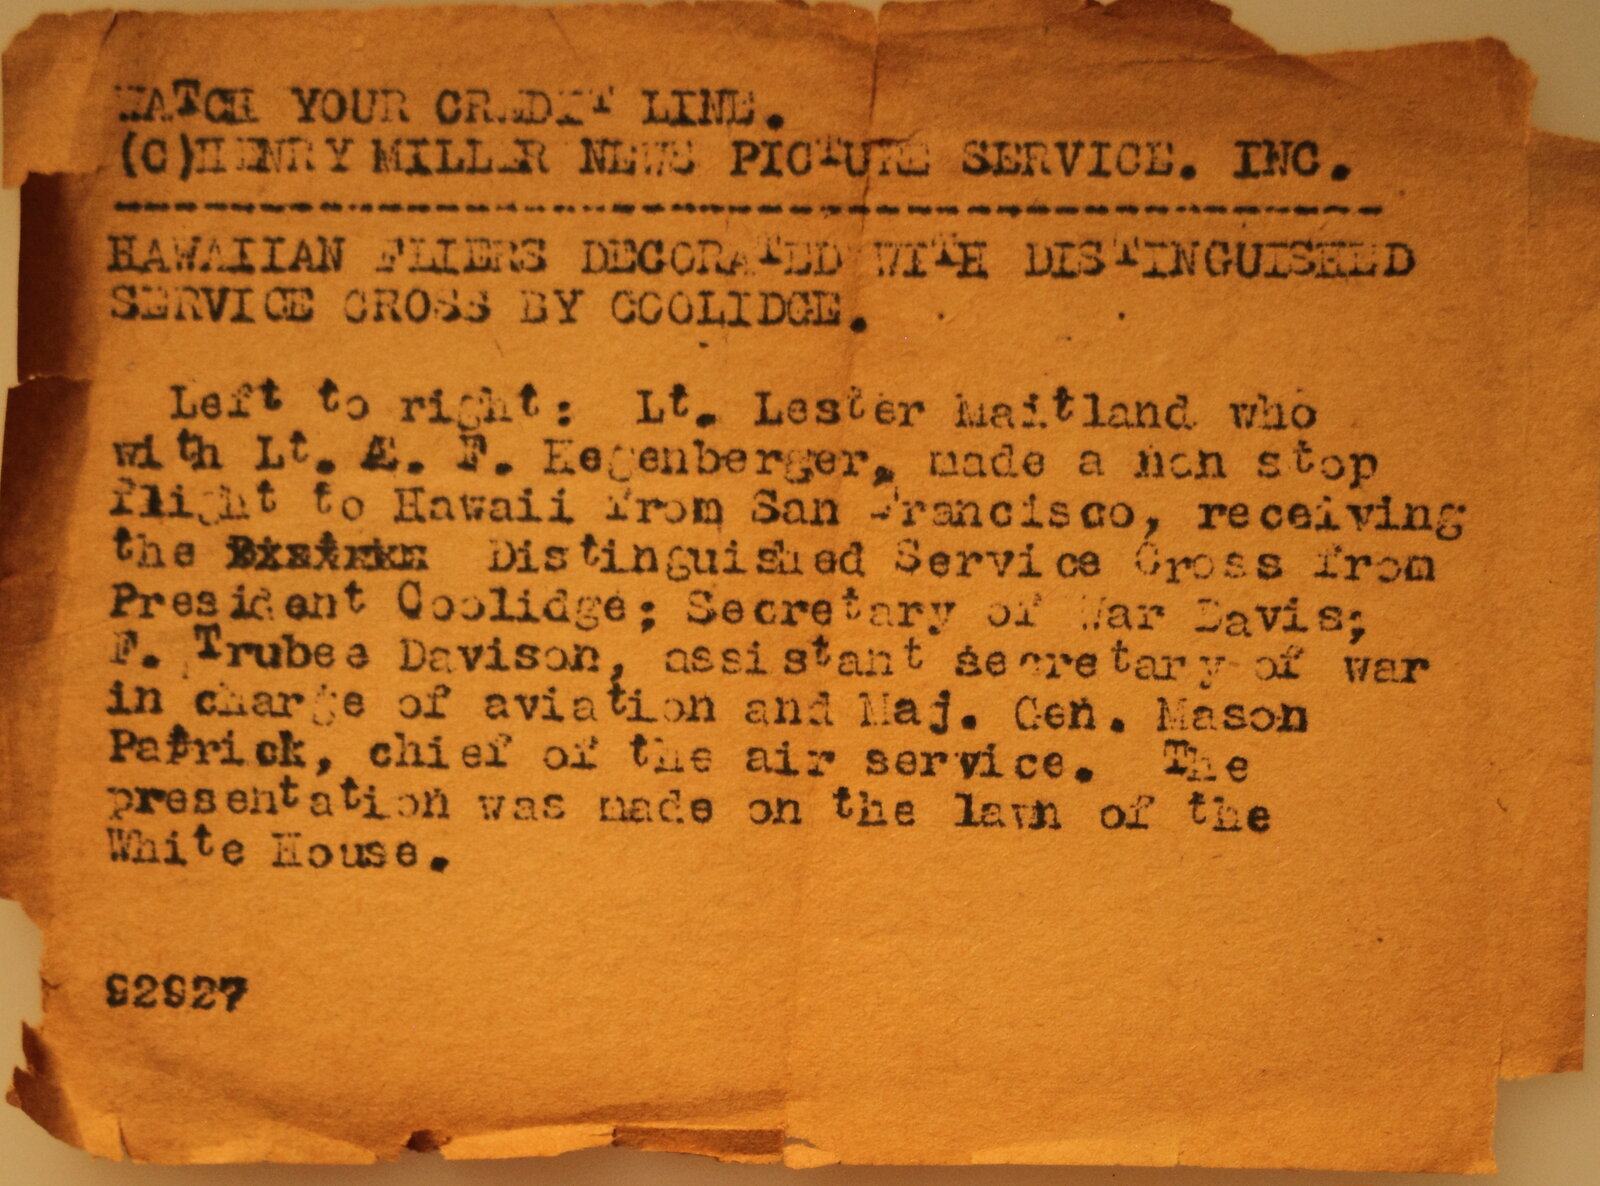 WATCH YOUR CREDIT LINE.
(C)HENRY MILLER NEWS PICTURE SERVICE. INC.
HAWAIIAN FLIERS DECORATED WITH DISTINGUISHED
SERVICE CROSS BY COOLIDGE.
Left to right: Lt. Lester Maitland who
with Lt. A. F. Hegenberger, made a non stop
flight to Hawaii from San Francisco, receiving
the Distinguished Service Cross from
President Coolidge; Secretary of War Davis;
F. Trubee Davison, assistant secretary of war
in charge of aviation and Maj. Gen. Mason
Patrick, chief of the air service. The
presentation was made on the lawn of the
White House.
92927